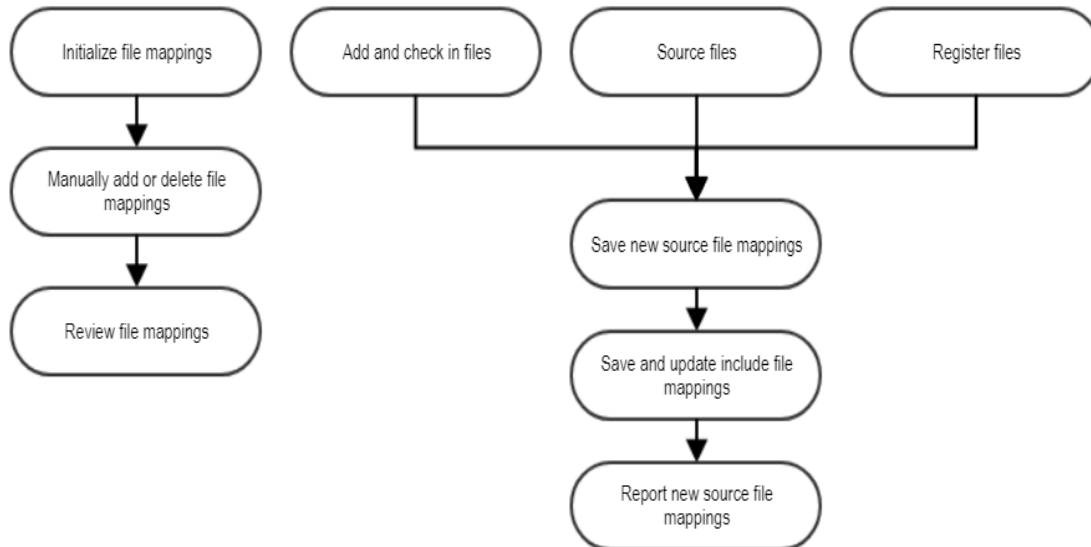 Initialize file mappings
Add and check in files
Source files
Register files
Manually add or delete file
mappings
Save new source file mappings
Review file mappings
Save and update include file
mappings
Report new source file
mappings